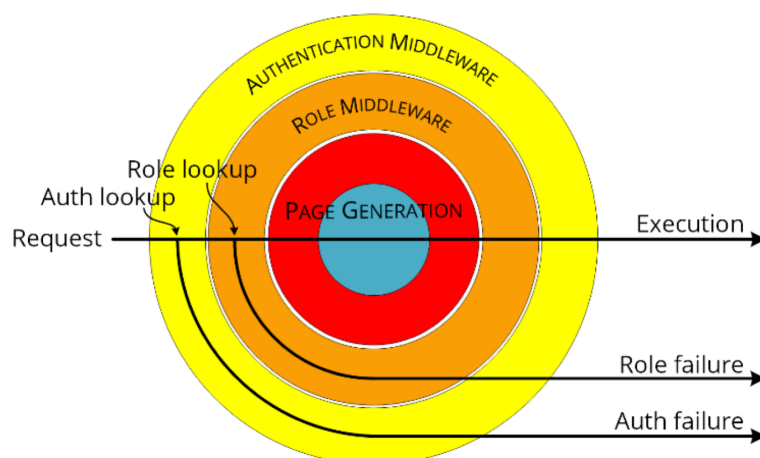 AUTHENTICATION MIDDLEWARE
ROLE MIDDLEWARE
Role lookup
Auth lookup
PAGE GENERATION
Execution
Request
Role failure
Auth failure